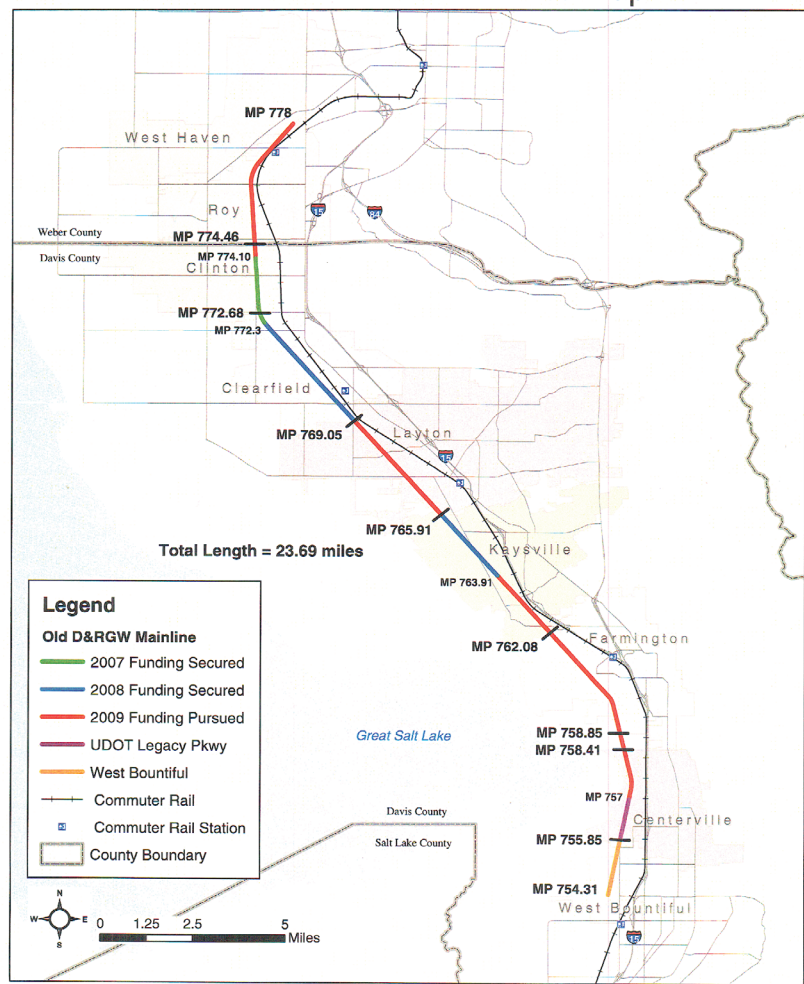 MP 778
West Haven
Roy
15
84
Weber County
MP 774.46
Davis County
MP 774.10
Clinton
MP 772.68
MP 772.3
Clearfield
MP 769.05
Layton
15
MP 765.91
Total Length = 23.69 miles
Kaysville
MP 763.91
MP 762.08
Farmington
Legend
Old D&RGW Mainline
2007 Funding Secured
2008 Funding Secured
2009 Funding Pursued
UDOT Legacy Pkwy
West Bountiful
Commuter Rail
Commuter Rail Station
County Boundary
Great Salt Lake
MP 758.85
MP 758.41
MP 757
Davis County
Salt Lake County
Centerville
MP 755.85
MP 754.31
West Bountiful
15
N
W
E
S
0 1.25 2.5 5
Miles